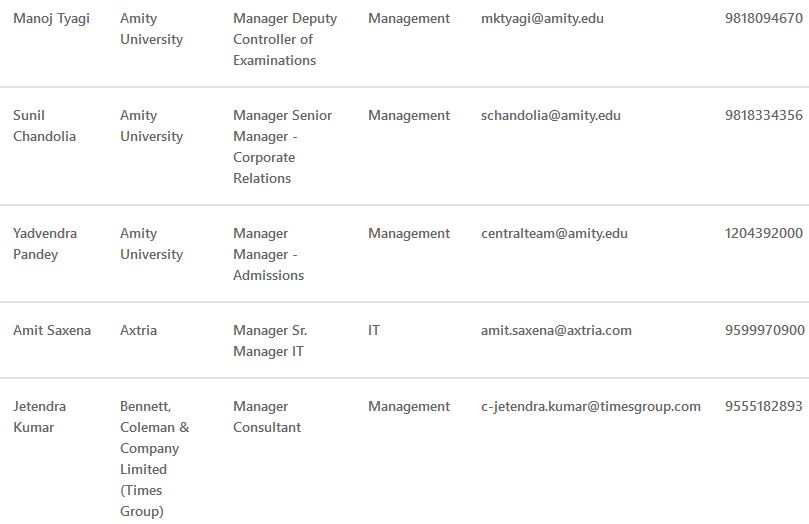 Manoj Tyagi Amity Manager Deputy Management mktyagi@amity.edu 9818094670
University Controller of
Examinations
Sunil Amity Manager Senior Management schandolia@amity.edu 9818334356
Chandolia University Manager -
Corporate
Relations
Yadvendra Amity Manager Management centralteam@amity.edu 1204392000
Pandey University Manager -
Admissions
Amit Saxena Axtria Manager Sr. IT amit.saxena@axtria.com 9599970900
Manager IT
Jetendra Bennett, Manager Management c-jetendra.kumar@timesgroup.com 9555182893
Kumar Coleman & Consultant
Company
Limited
(Times
Group)